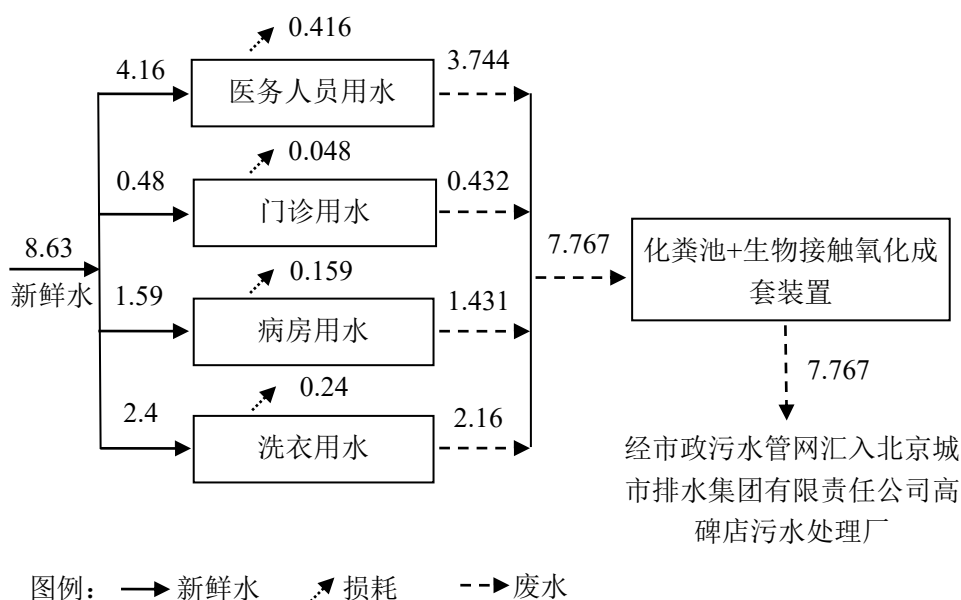 0.416
4.16
医务人员用水
3.744
0.048
0.48
门诊用水
0.432
8.63
新鲜水
7.767
化粪池+生物接触氧化成
套装置
0.159
1.59
病房用水
1.431
7.767
0.24
2.4
洗衣用水
2.16
经市政污水管网汇入北京城
市排水集团有限责任公司高
碑店污水处理厂
图例： 新鲜水 损耗 废水